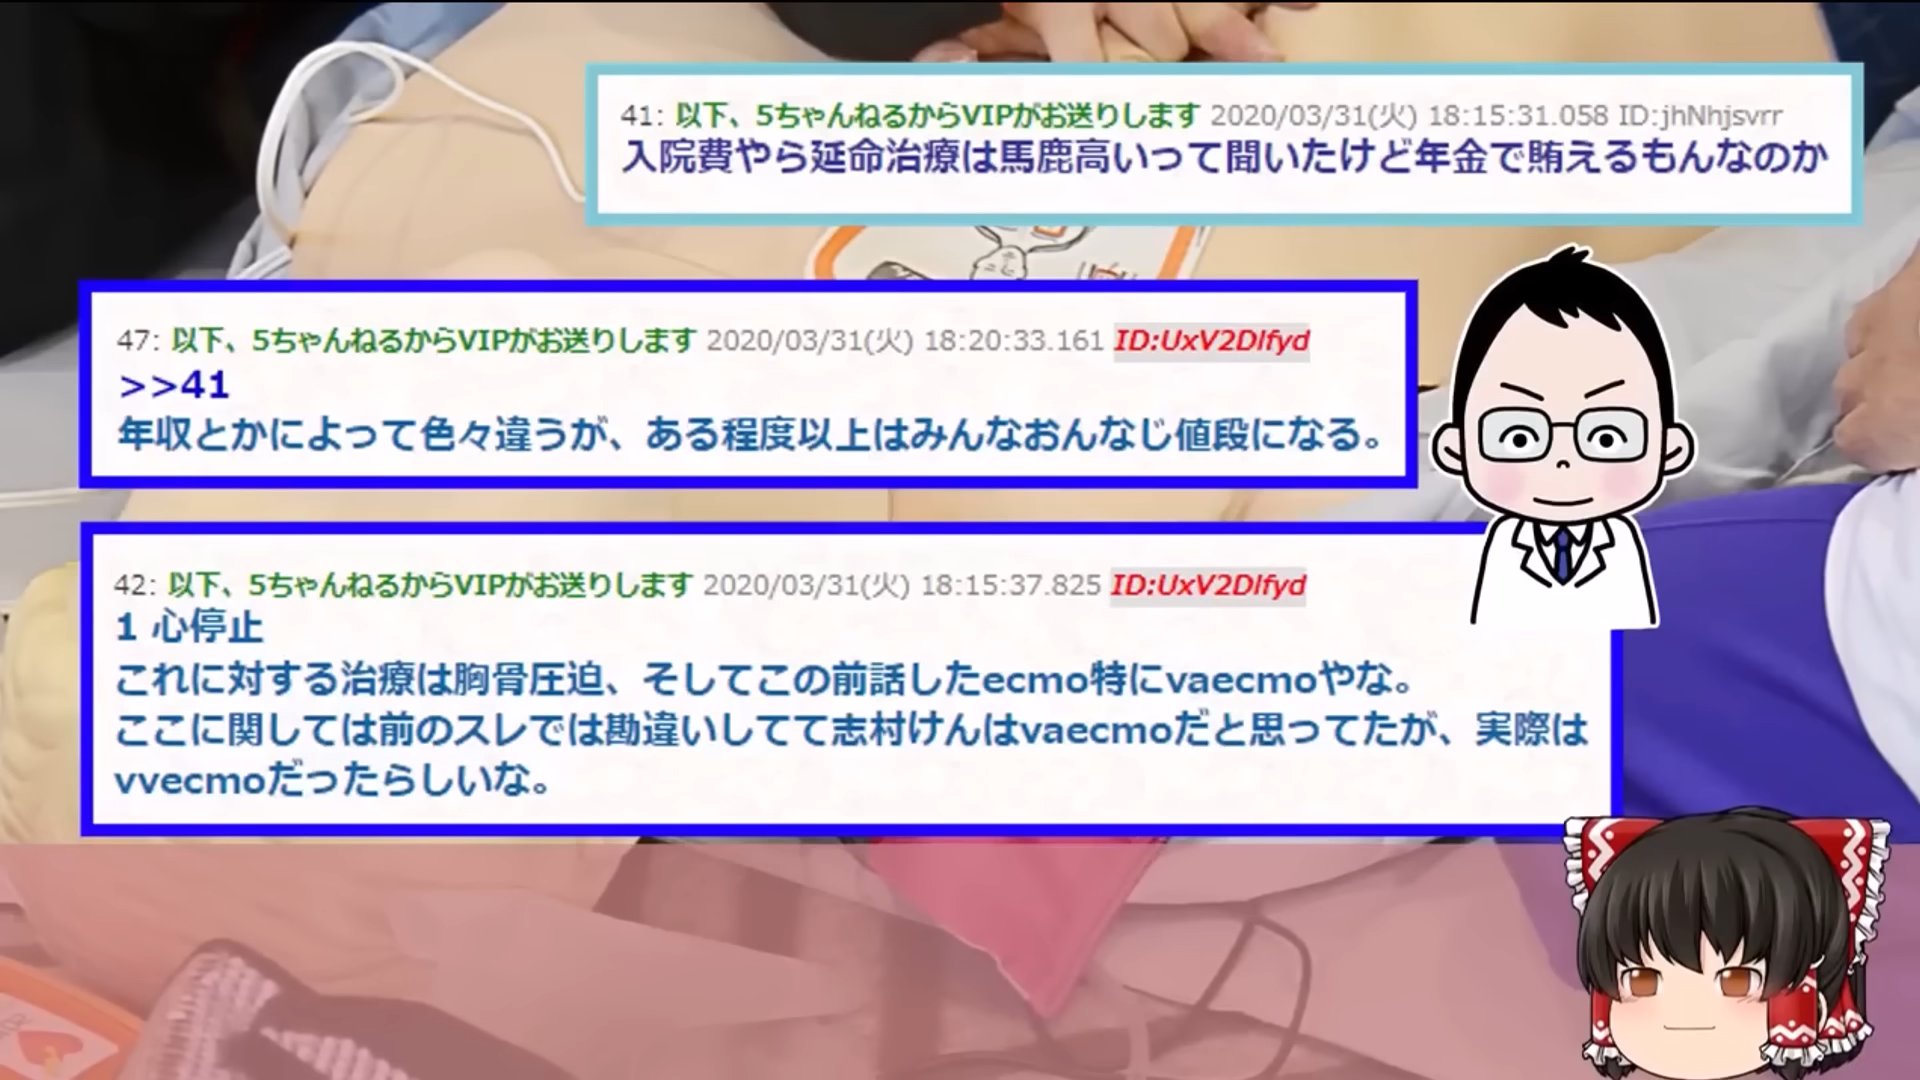 41: 以下、5ちゃんねるからVIPがお送りします 2020/03/31(火) 18:15:31.058 ID:jhNhjsvrr
入院費やら延命治療は馬鹿高いって聞いたけど年金で賄えるもんなのか
47: 以下、5ちゃんねるからVIPがお送りします 2020/03/31(火) 18:20:33.161 ID:UxV2Dlfyd
>>41
年収とかによって色々違うが、ある程度以上はみんなおんなじ値段になる。
42: 以下、5ちゃんねるからVIPがお送りします 2020/03/31(火) 18:15:37.825 ID:UxV2Dlfyd
1 心停止
これに対する治療は胸骨圧迫、そしてこの前話したecmo特にvaecmoやな。
ここに関しては前のスレでは勘違いしてて志村けんはvaecmoだと思ってたが、実際は
vvecmoだったらしいな。